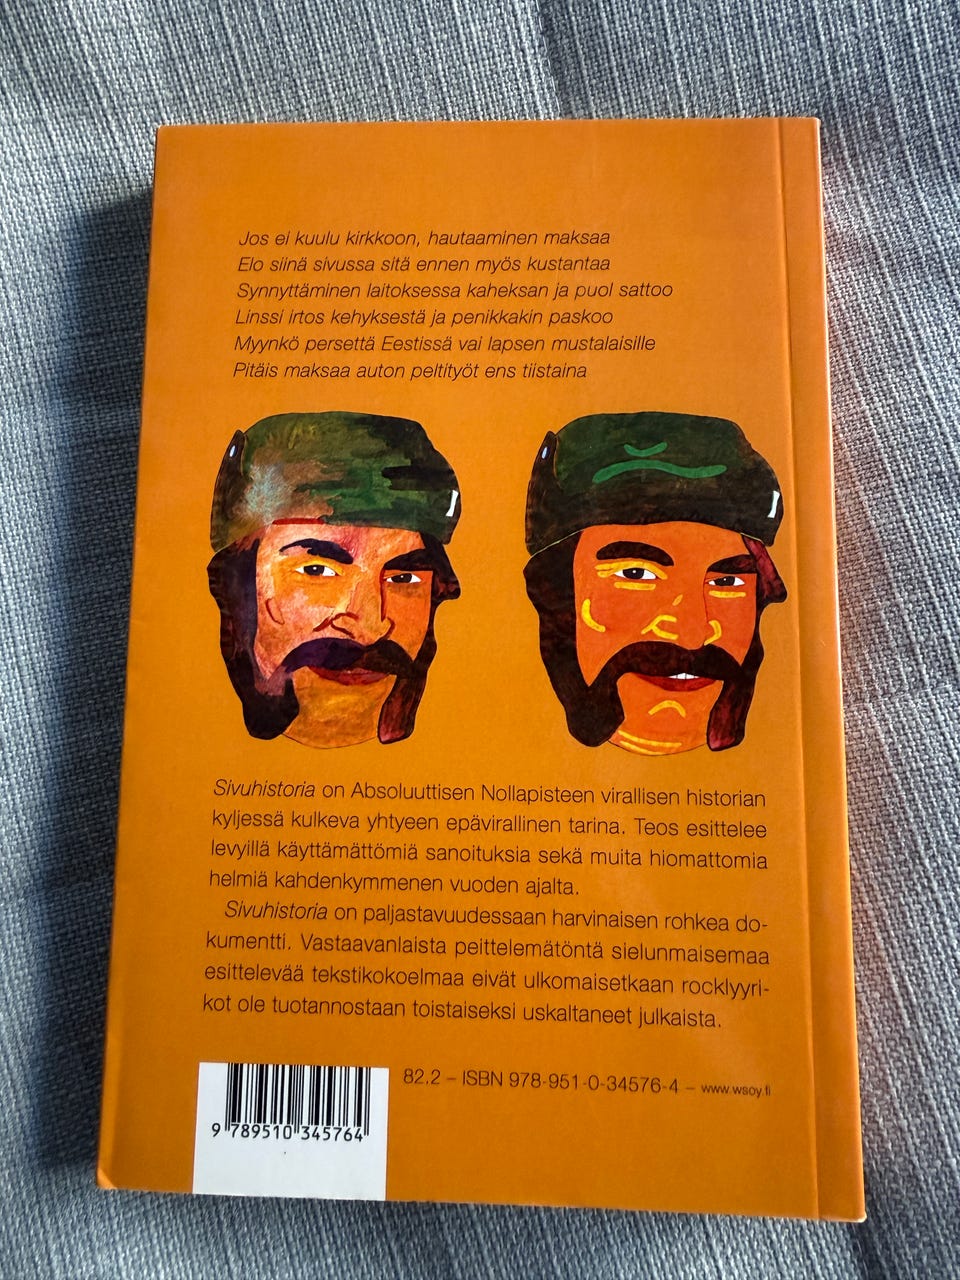 Jos ei kuulu kirkkoon, hautaaminen maksaa
Elo siinä sivussa sitä ennen myös kustantaa
Synnyttäminen laitoksessa kaheksan ja puol sattoo
Linssi irtos kehyksestä ja penikkakin paskoo
Myynkö persettä Eestissä vai lapsen mustalaisille
Pitäis maksaa auton peltityöt ens tiistaina
Sivuhistoria on Absoluuttisen Nollapisteen virallisen historian
kyljessä kulkeva yhtyeen epävirallinen tarina. Teos esittelee
levyillä käyttämättömiä sanoituksia sekä muita hiomattomia
helmiä kahdenkymmenen vuoden ajalta.
Sivuhistoria on paljastavuudessaan harvinaisen rohkea do-
kumentti. Vastaavanlaista peittelemätöntä sielunmaisemaa
esittelevää tekstikokoelmaa eivät ulkomaisetkaan rocklyyri-
kot ole tuotannostaan toistaiseksi uskaltaneet julkaista.
82.2 – ISBN 978-951-0-34576-4 – www.wsoy.fi
9 789510 345764